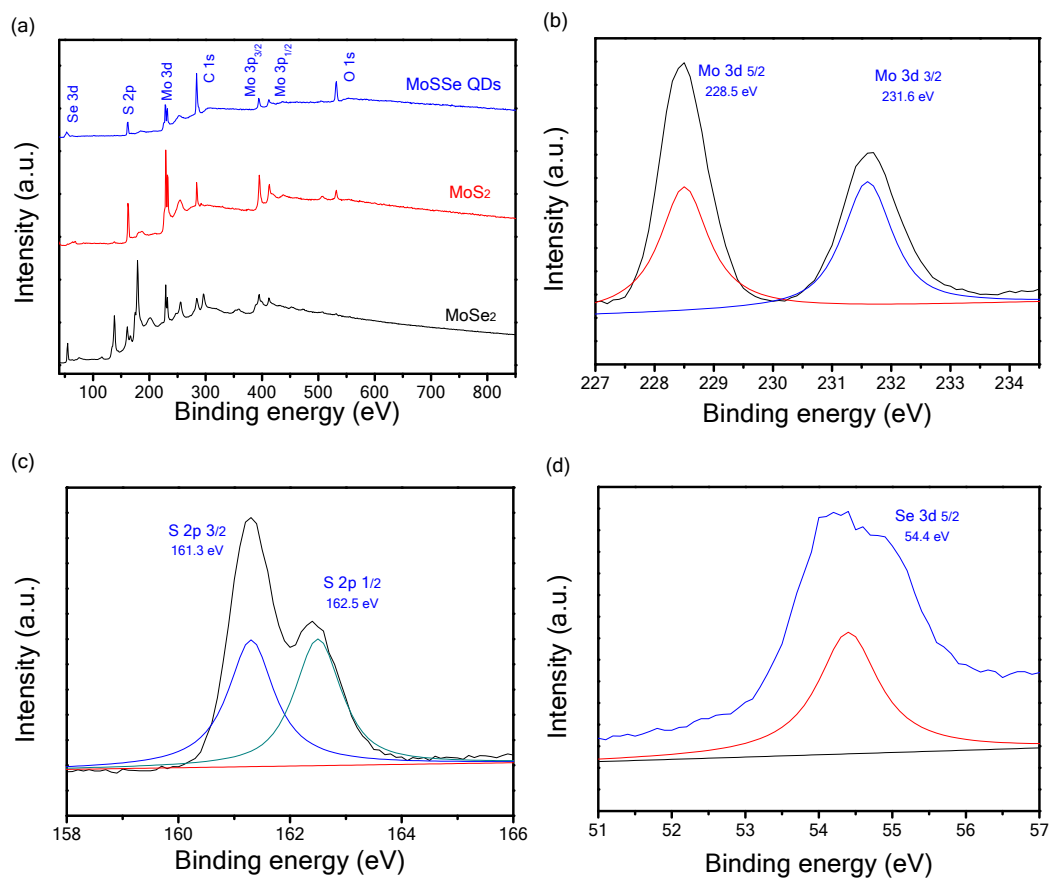 (a)
Intensity (a.u.)
Se 3d
S 2p
Mo 3d
C 1s
Mo 3p3/2
Mo 3p1/2
O 1s
MoSSe QDs
MoS2
MoSe2
100 200 300 400 500 600 700 800
Binding energy (eV)
(b)
Intensity (a.u.)
Mo 3d 5/2
228.5 eV
Mo 3d 3/2
231.6 eV
227 228 229 230 231 232 233 234
Binding energy (eV)
(c)
Intensity (a.u.)
S 2p 3/2
161.3 eV
S 2p 1/2
162.5 eV
158 160 162 164 166
Binding energy (eV)
(d)
Intensity (a.u.)
Se 3d 5/2
54.4 eV
51 52 53 54 55 56 57
Binding energy (eV)